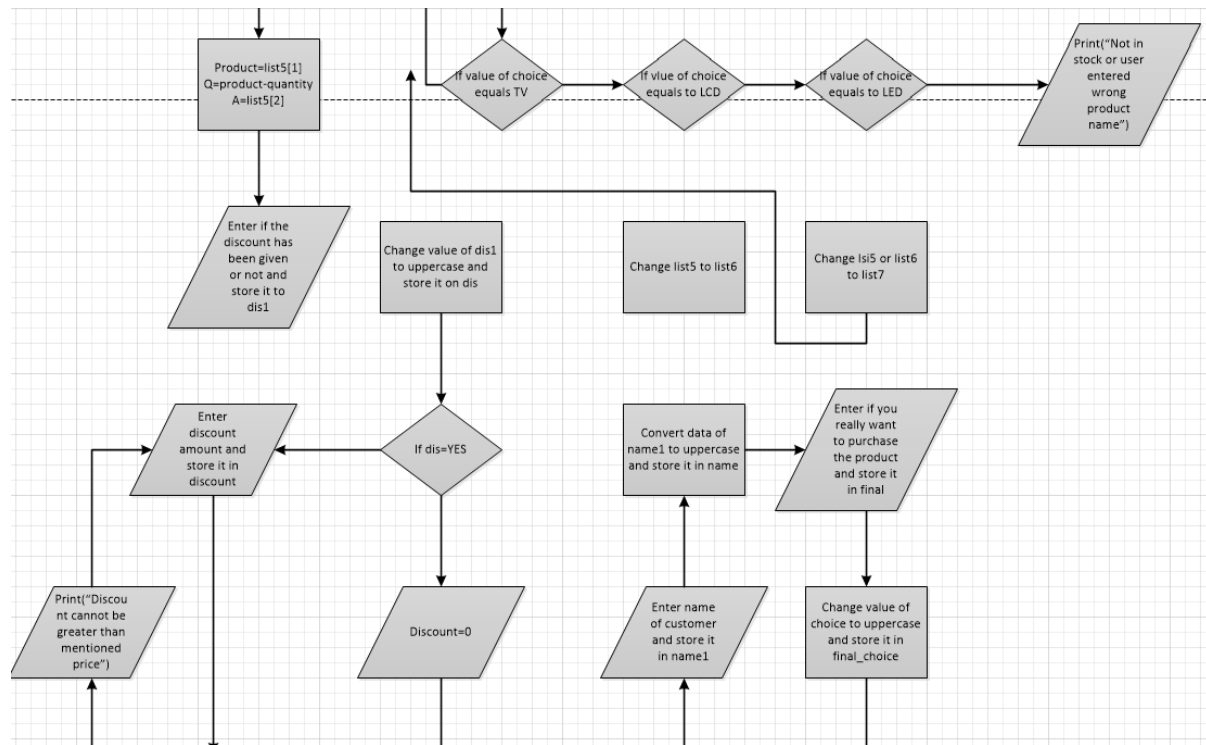 Product=list5[1]
Q=product-quantity
A=list5[2]
If value of choice
equals TV
If vlue of choice
equals to LCD
If value of choice
equals to LED
Print(“Not in
stock or user
entered
wrong
product
name”)
Enter if the
discount has
been given
or not and
store it to
dis1
Change value of dis1
to uppercase and
store it on dis
Change list5 to list6
Change lsi5 or list6
to list7
Enter
discount
amount and
store it in
discount
If dis=YES
Convert data of
name1 to uppercase
and store it in name
Enter if you
really want
to purchase
the product
and store it
in final
Print(“Discou
nt cannot be
greater than
mentioned
price”)
Discount=0
Enter name
of customer
and store it
in name1
Change value of
choice to uppercase
and store it in
final_choice